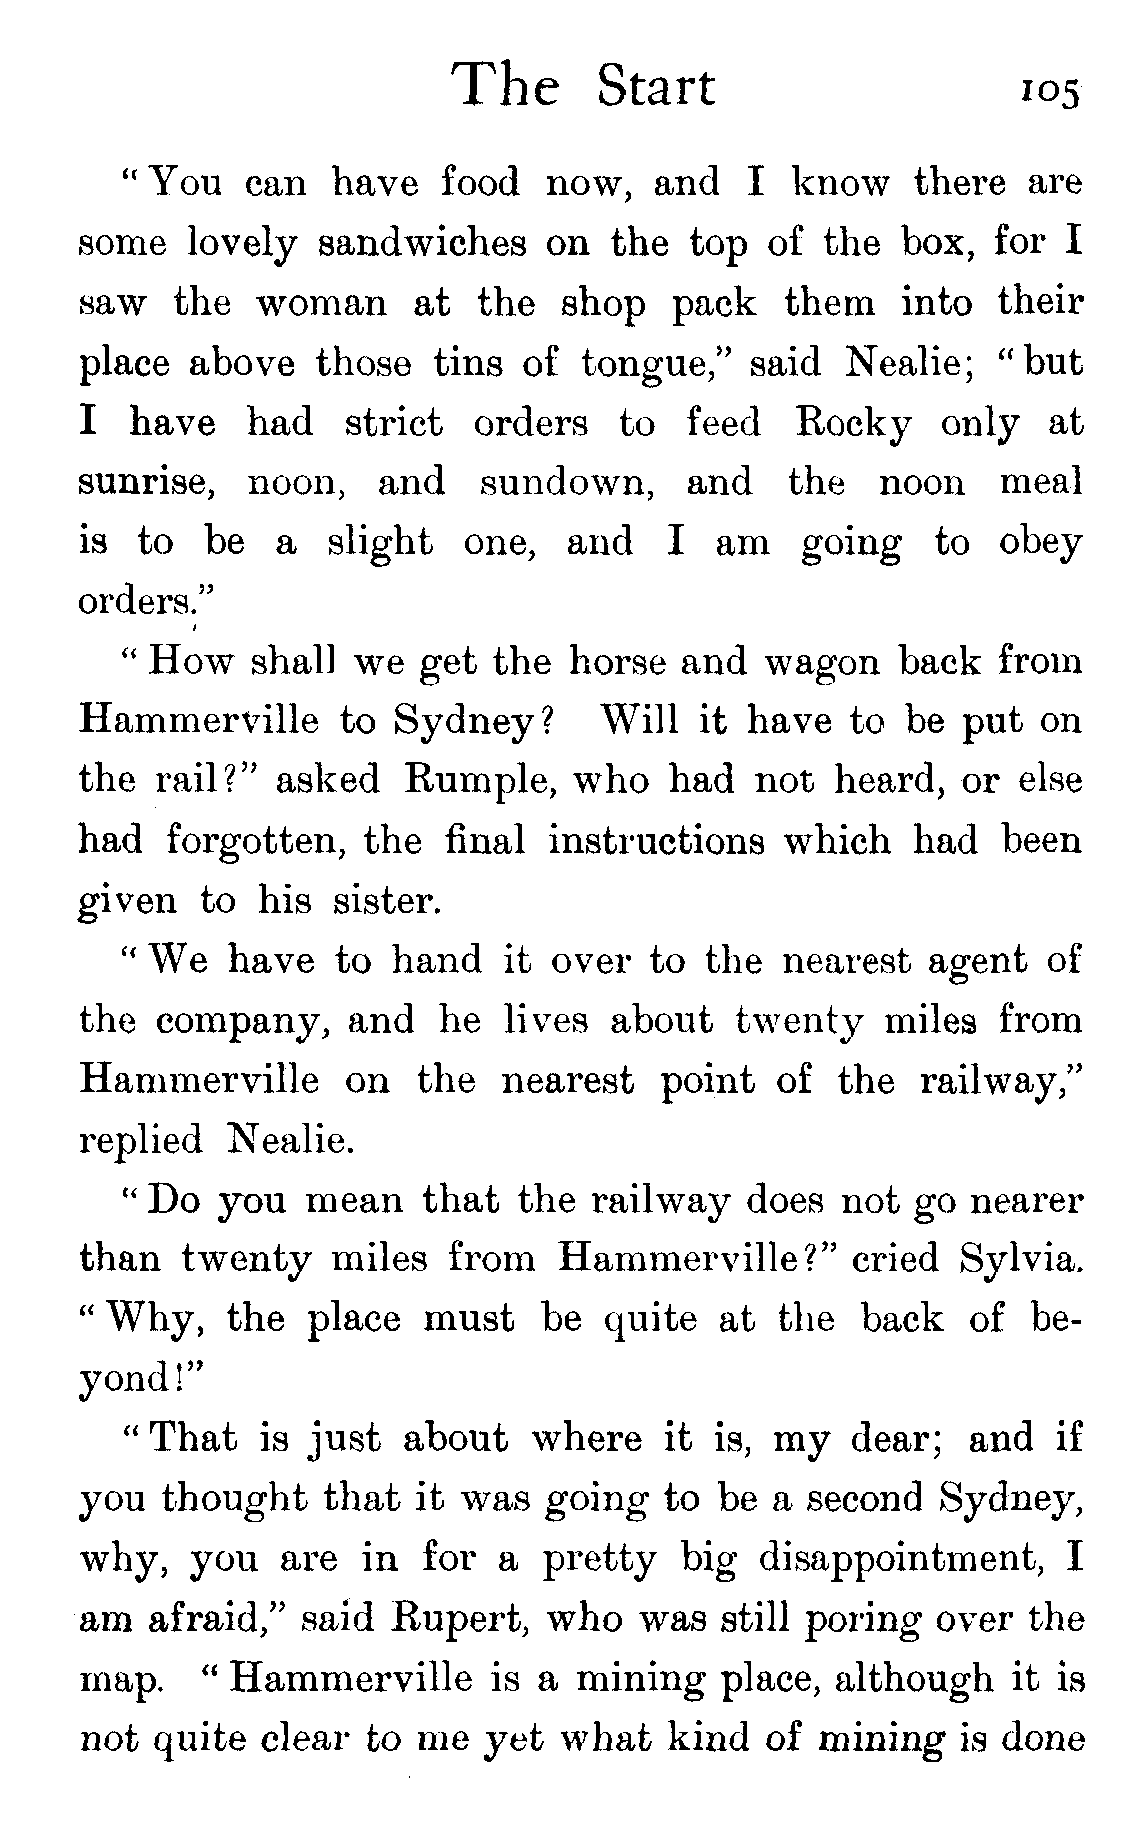 The Start 105
“ You can have food now, and I know there are
some lovely sandwiches on the top of the box, for I
saw the woman at the shop pack them into their
place above those tins of tongue,” said Nealie; “ but
I have had strict orders to feed Rocky only at
sunrise, noon, and sundown, and the noon meal
is to be a slight one, and I am going to obey
orders.”
“ How shall we get the horse and wagon back from
Hammerville to Sydney? Will it have to be put on
the rail?” asked Rumple, who had not heard, or else
had forgotten, the final instructions which had been
given to his sister.
“ We have to hand it over to the nearest agent of
the company, and he lives about twenty miles from
Hammerville on the nearest point of the railway,”
replied Nealie.
“ Do you mean that the railway does not go nearer
than twenty miles from Hammerville?” cried Sylvia.
“ Why, the place must be quite at the back of be-
yond!”
“ That is just about where it is, my dear; and if
you thought that it was going to be a second Sydney,
why, you are in for a pretty big disappointment, I
am afraid,” said Rupert, who was still poring over the
map. “ Hammerville is a mining place, although it is
not quite clear to me yet what kind of mining is done